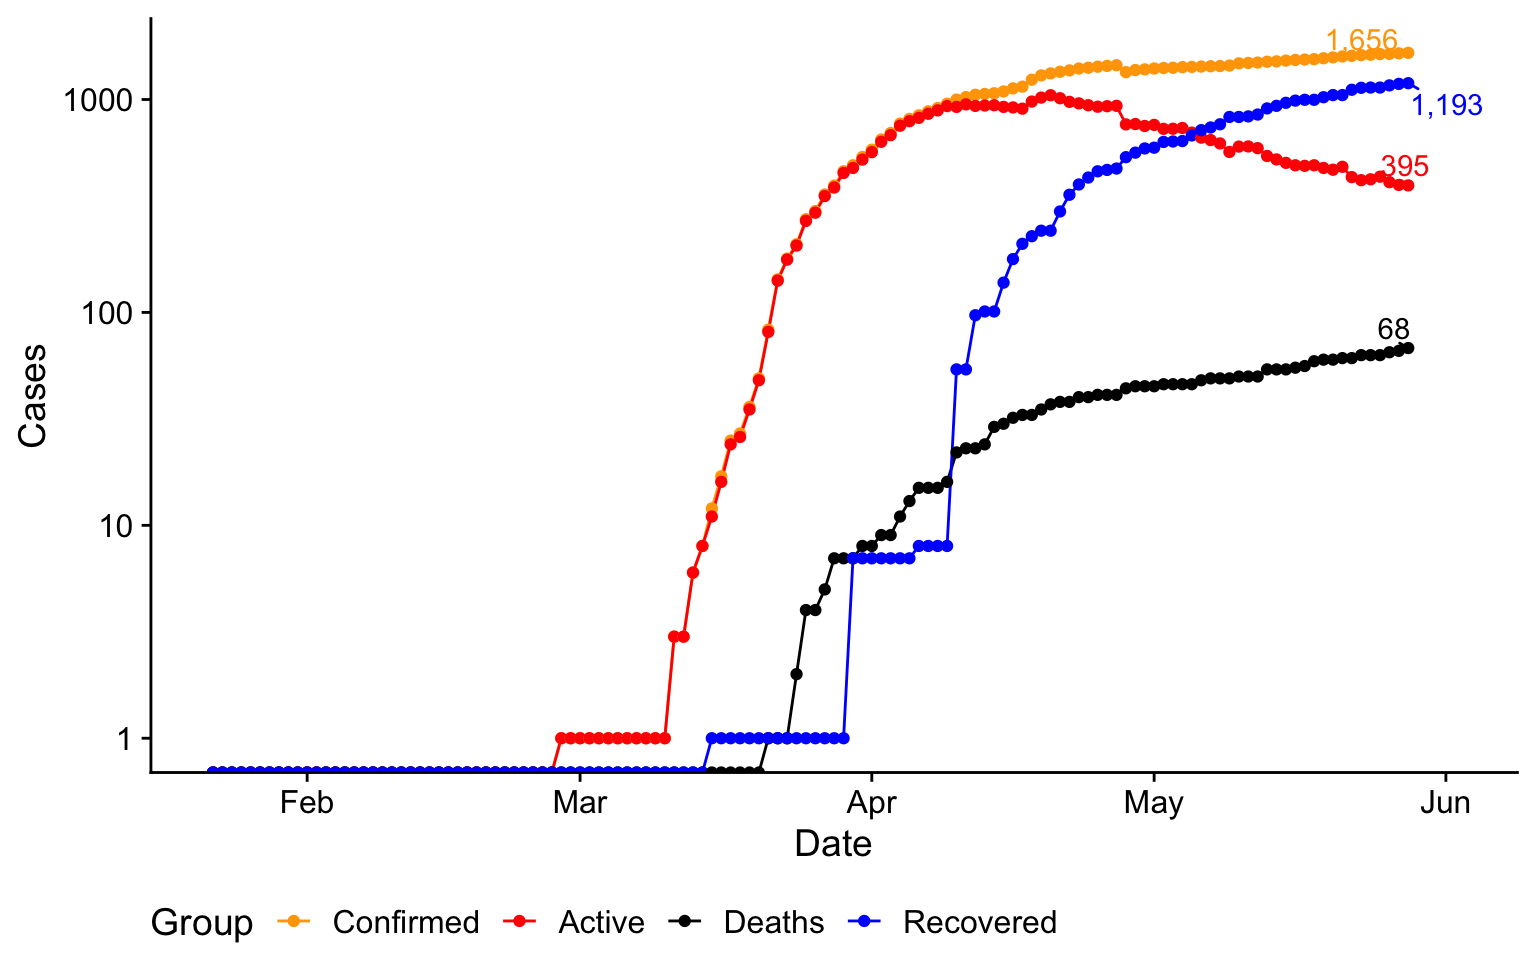 1,656
1000
1,193
395
100
68
Cases
10
1
Feb Mar Apr May Jun
Date
Group Confirmed Active Deaths Recovered